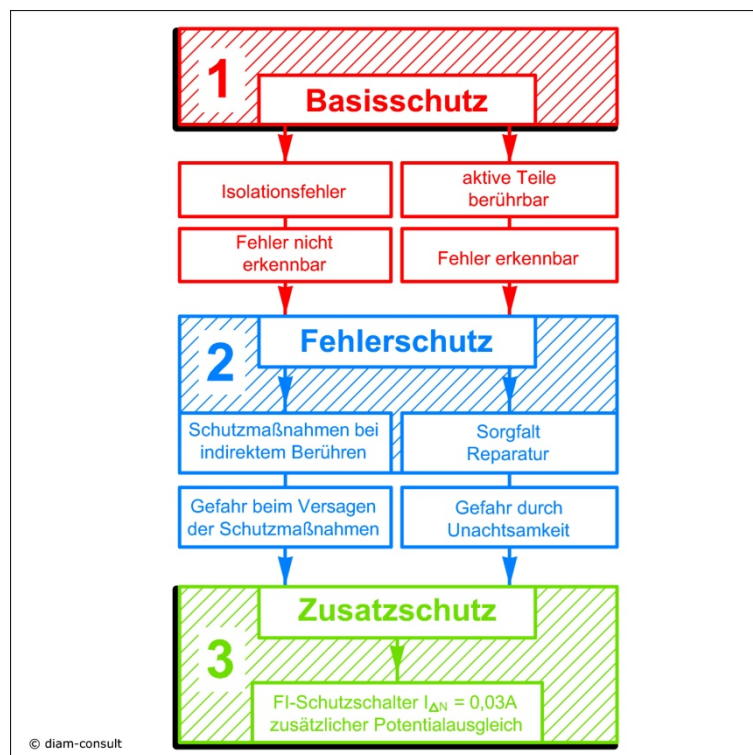 1
Basisschutz
Isolationsfehler
aktive Teile
berührbar
Fehler nicht
erkennbar
Fehler erkennbar
2
Fehlerschutz
Schutzmaßnahmen bei
indirektem Berühren
Sorgfalt
Reparatur
Gefahr beim Versagen
der Schutzmaßnahmen
Gefahr durch
Unachtsamkeit
3
Zusatzschutz
FI-Schutzschalter IΔN = 0,03A
zusätzlicher Potentialausgleich
© diam-consult